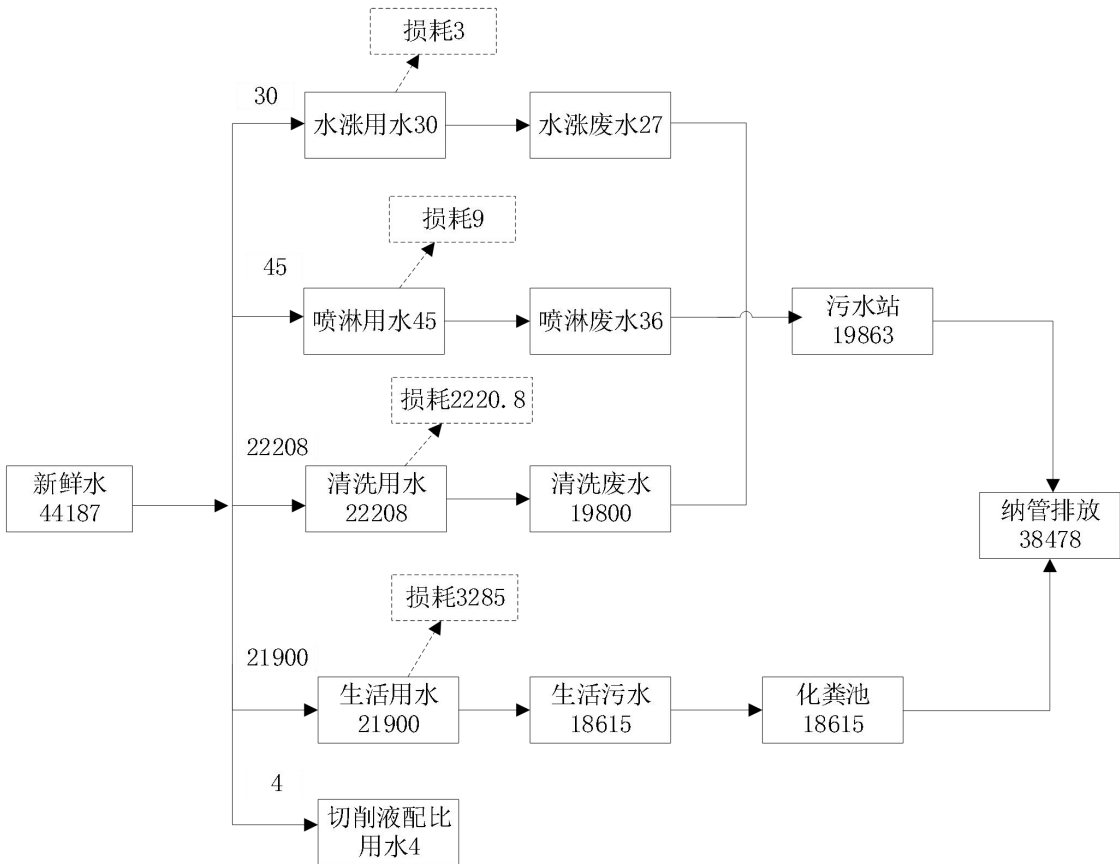 损耗3
30
水涨用水30
水涨废水27
损耗9
45
喷淋用水45
喷淋废水36
污水站
19863
损耗2220.8
22208
新鲜水
44187
清洗用水
22208
清洗废水
19800
纳管排放
38478
损耗3285
21900
生活用水
21900
生活污水
18615
化粪池
18615
4
切削液配比
用水4